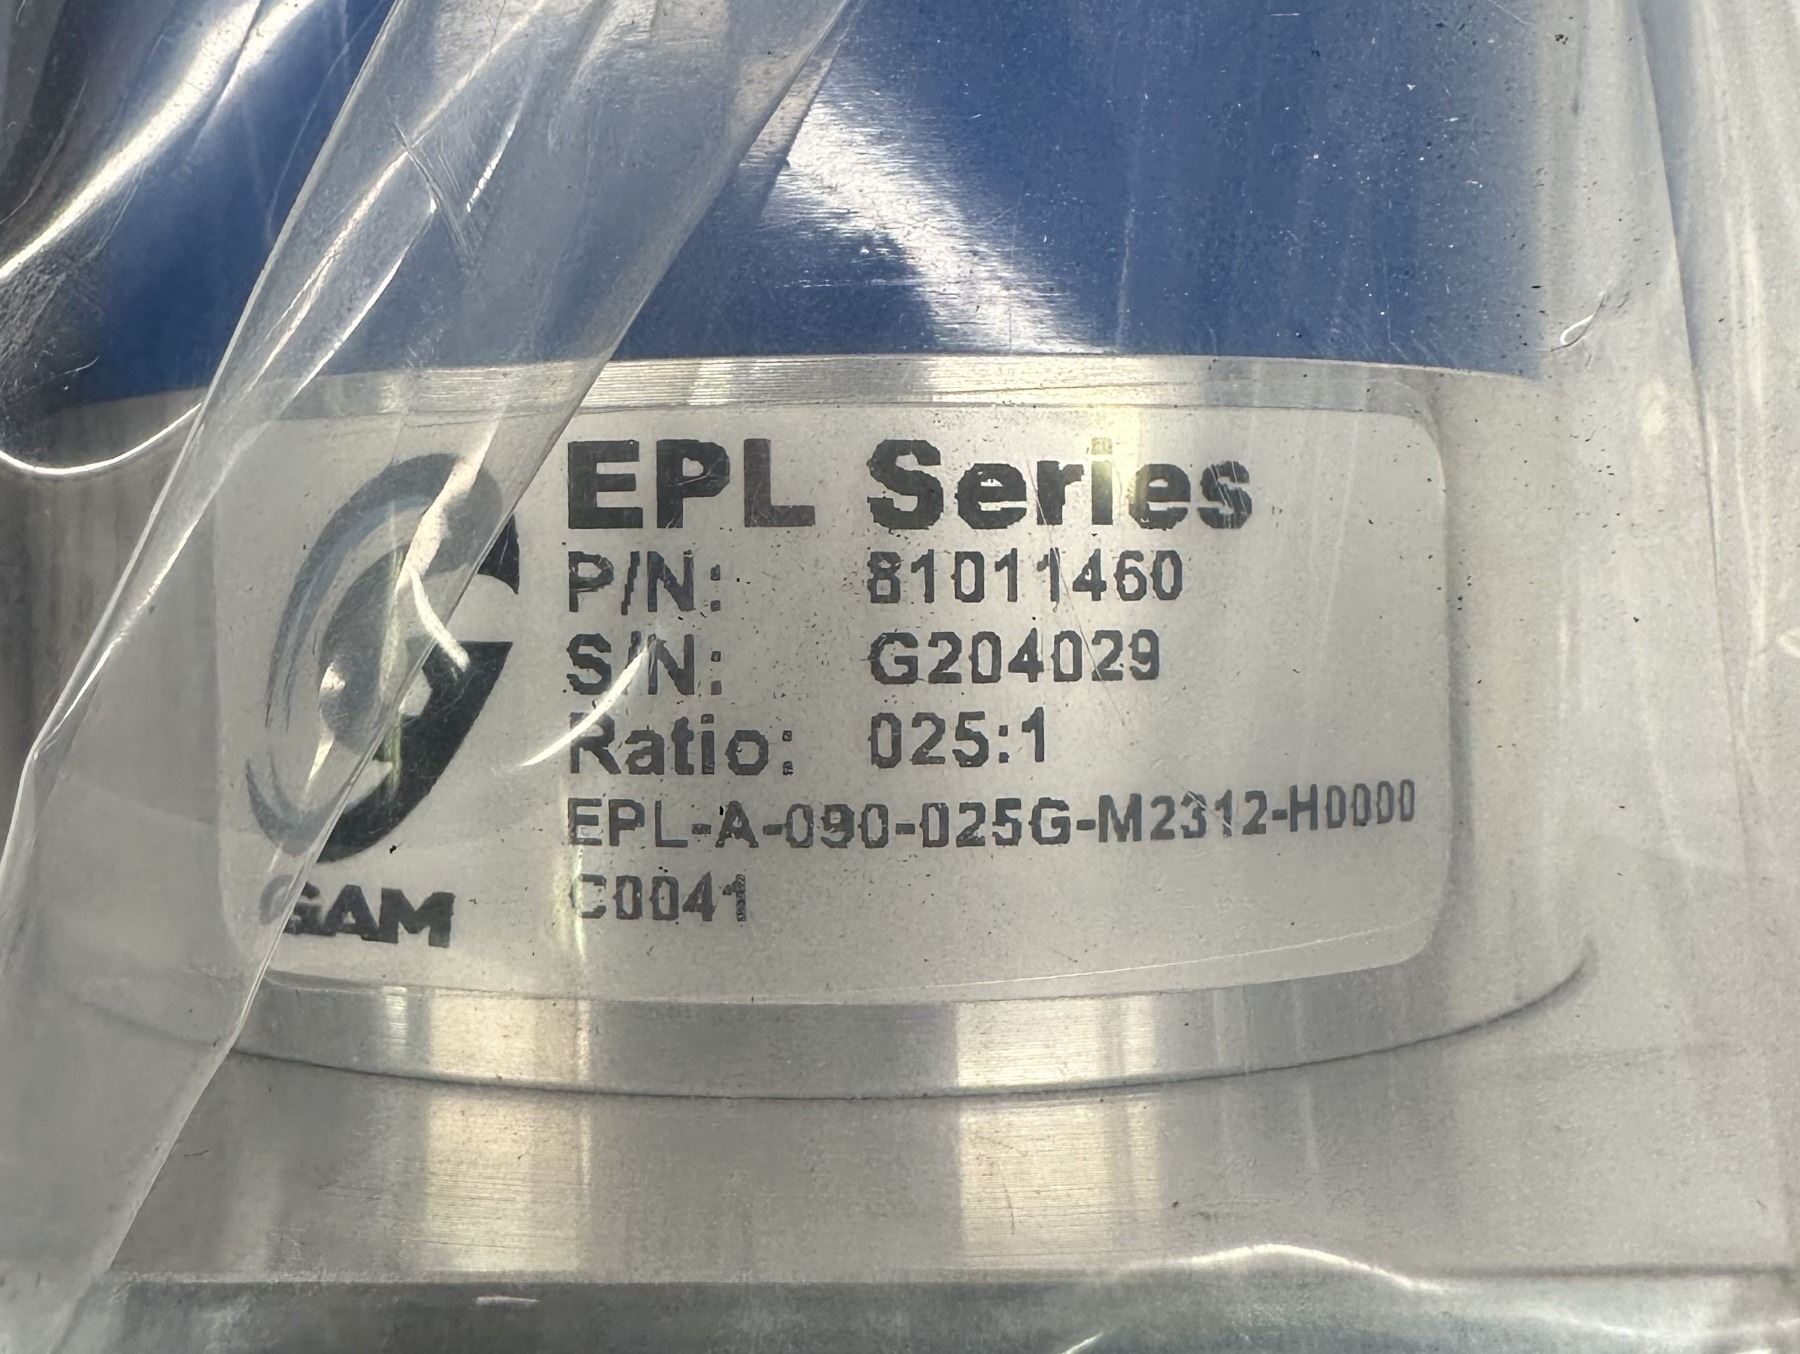 EPL Series
P/N: 81011460
S/N: G204029
Ratio: 025:1
EPL-A-090-025G-M2312-H0000
C0041
GAM